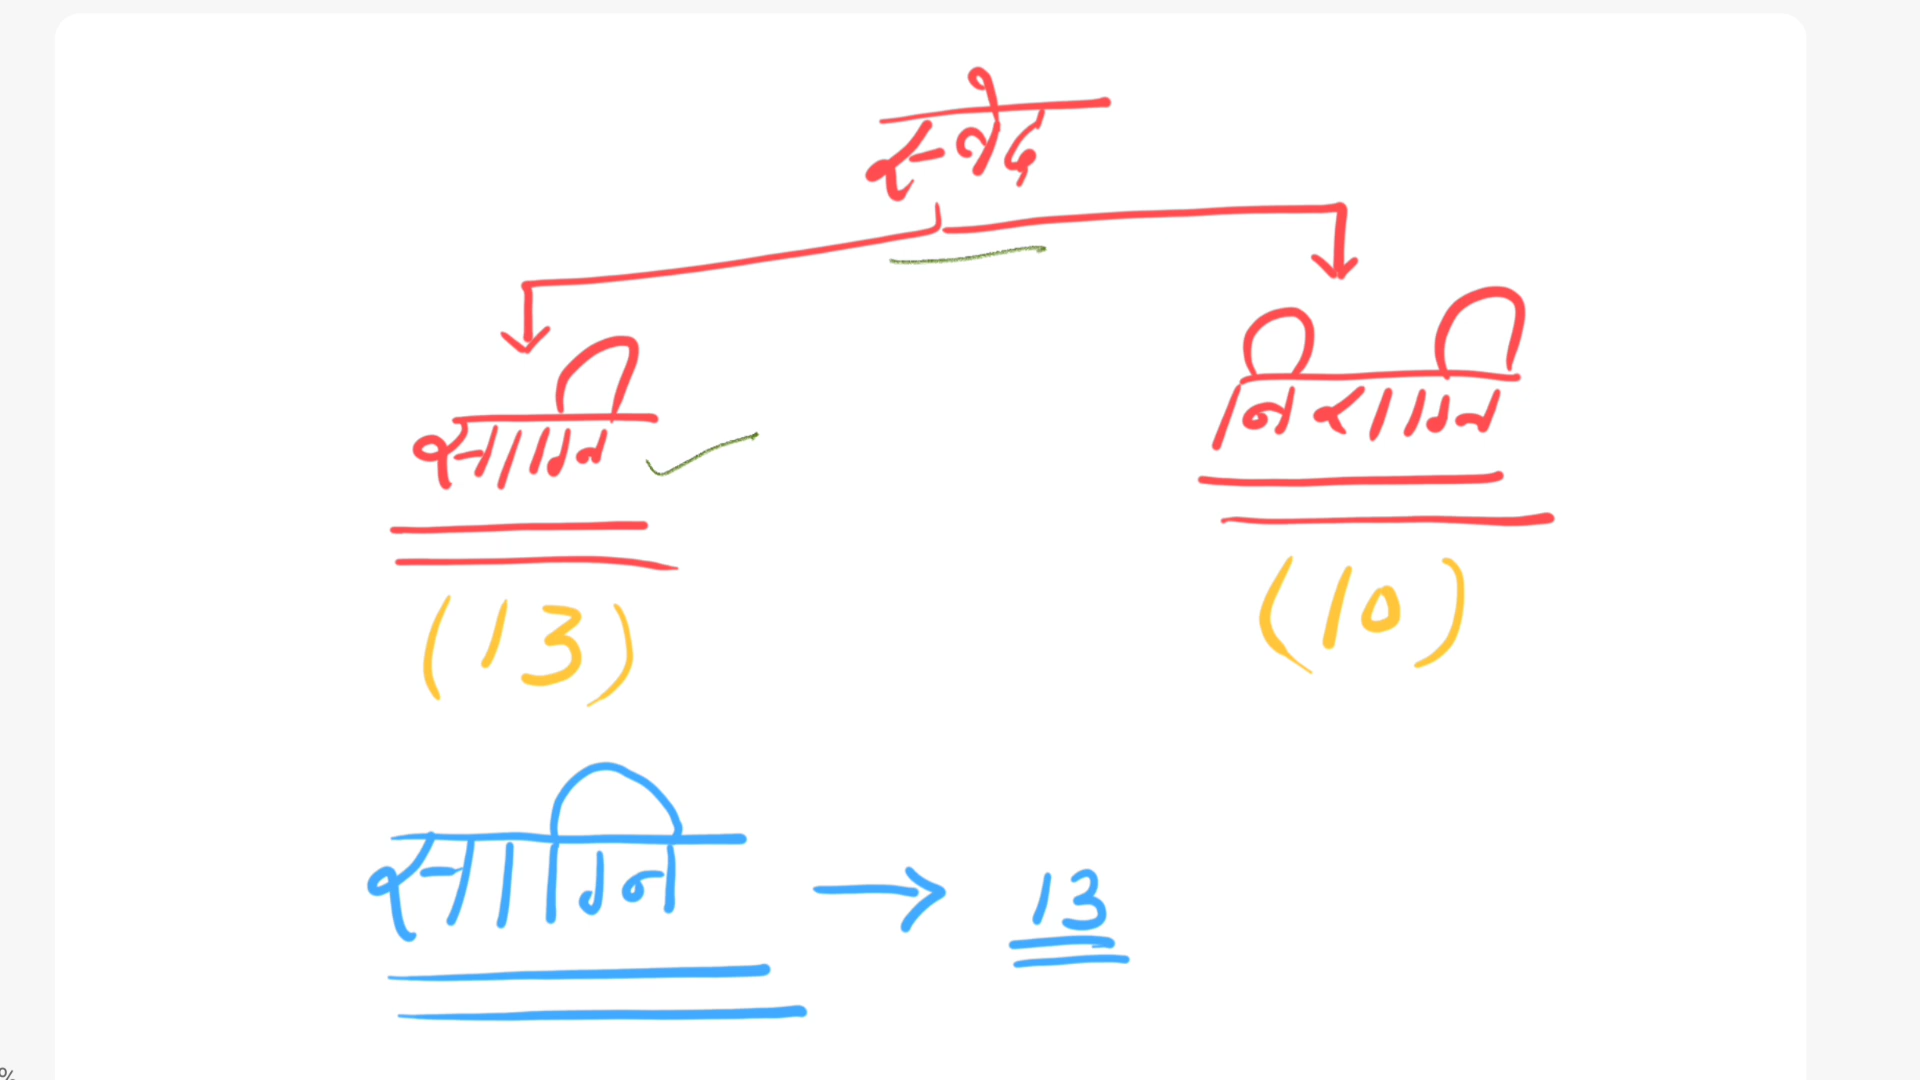 स्वेद
साग्नि
निराग्नि
(13)
(10)
साग्नि → 13
%